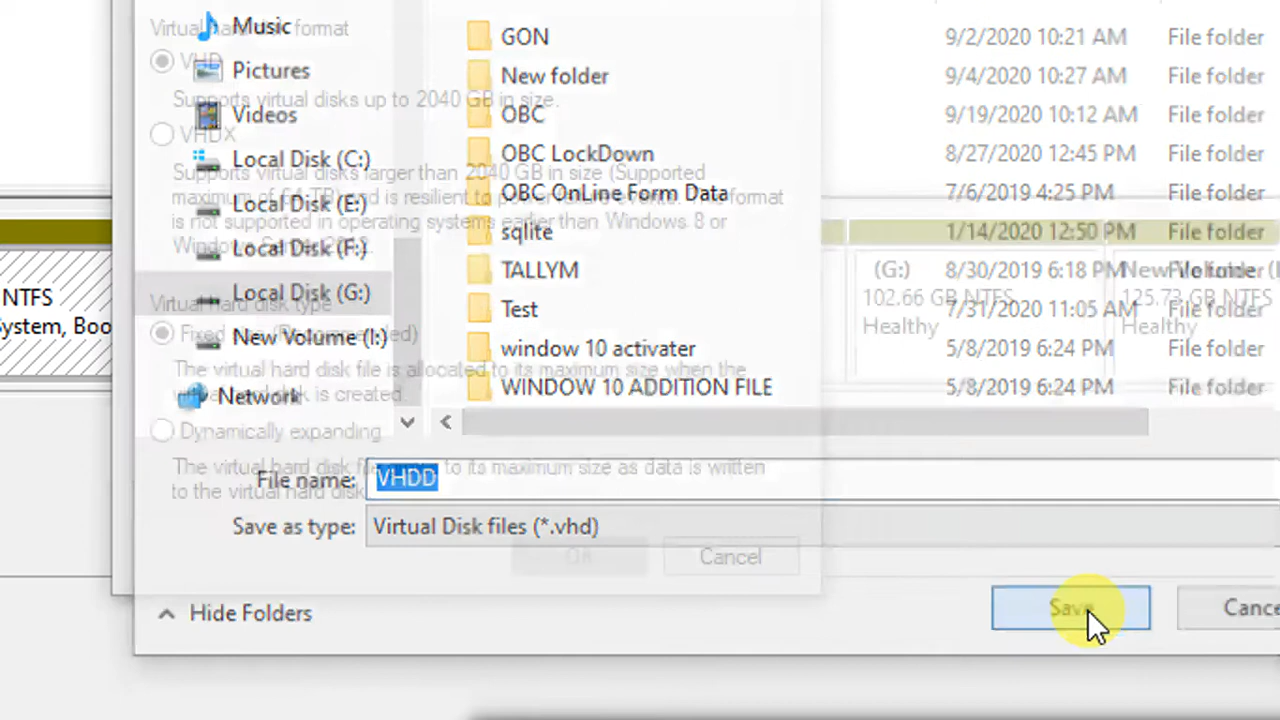 Virtual hard disk format
Music
VHD
Pictures
Supports virtual disks up to 2040 GB in size.
Videos
VHDX
Local Disk (C:)
Supports virtual disks larger than 2040 GB in size (Supported
maximum of 64 TB) and is resilient to power failure events. This format
is not supported in operating systems earlier than Windows 8 or
Windows Server 2012.
Local Disk (E:)
Local Disk (F:)
Local Disk (G:)
Virtual hard disk type
Fixed size (Recommended)
New Volume (I:)
The virtual hard disk file is allocated to its maximum size when the
virtual hard disk is created.
Network
Dynamically expanding
The virtual hard disk file grows to its maximum size as data is written
to the virtual hard disk.
GON 9/2/2020 10:21 AM File folder
New folder 9/4/2020 10:27 AM File folder
OBC 9/19/2020 10:12 AM File folder
OBC LockDown 8/27/2020 12:45 PM File folder
OBC OnLine Form Data 7/6/2019 4:25 PM File folder
sqlite 1/14/2020 12:50 PM File folder
TALLYM 8/30/2019 6:18 PM File folder
Test 7/31/2020 11:05 AM File folder
window 10 activater 5/8/2019 6:24 PM File folder
WINDOW 10 ADDITION FILE 5/8/2019 6:24 PM File folder
NTFS
System, Boo
(G:)
102.66 GB NTFS
Healthy
New Volume (I
125.73 GB NTFS
Healthy
File name: VHDD
Save as type: Virtual Disk files (*.vhd)
OK Cancel
Hide Folders
Save Cance